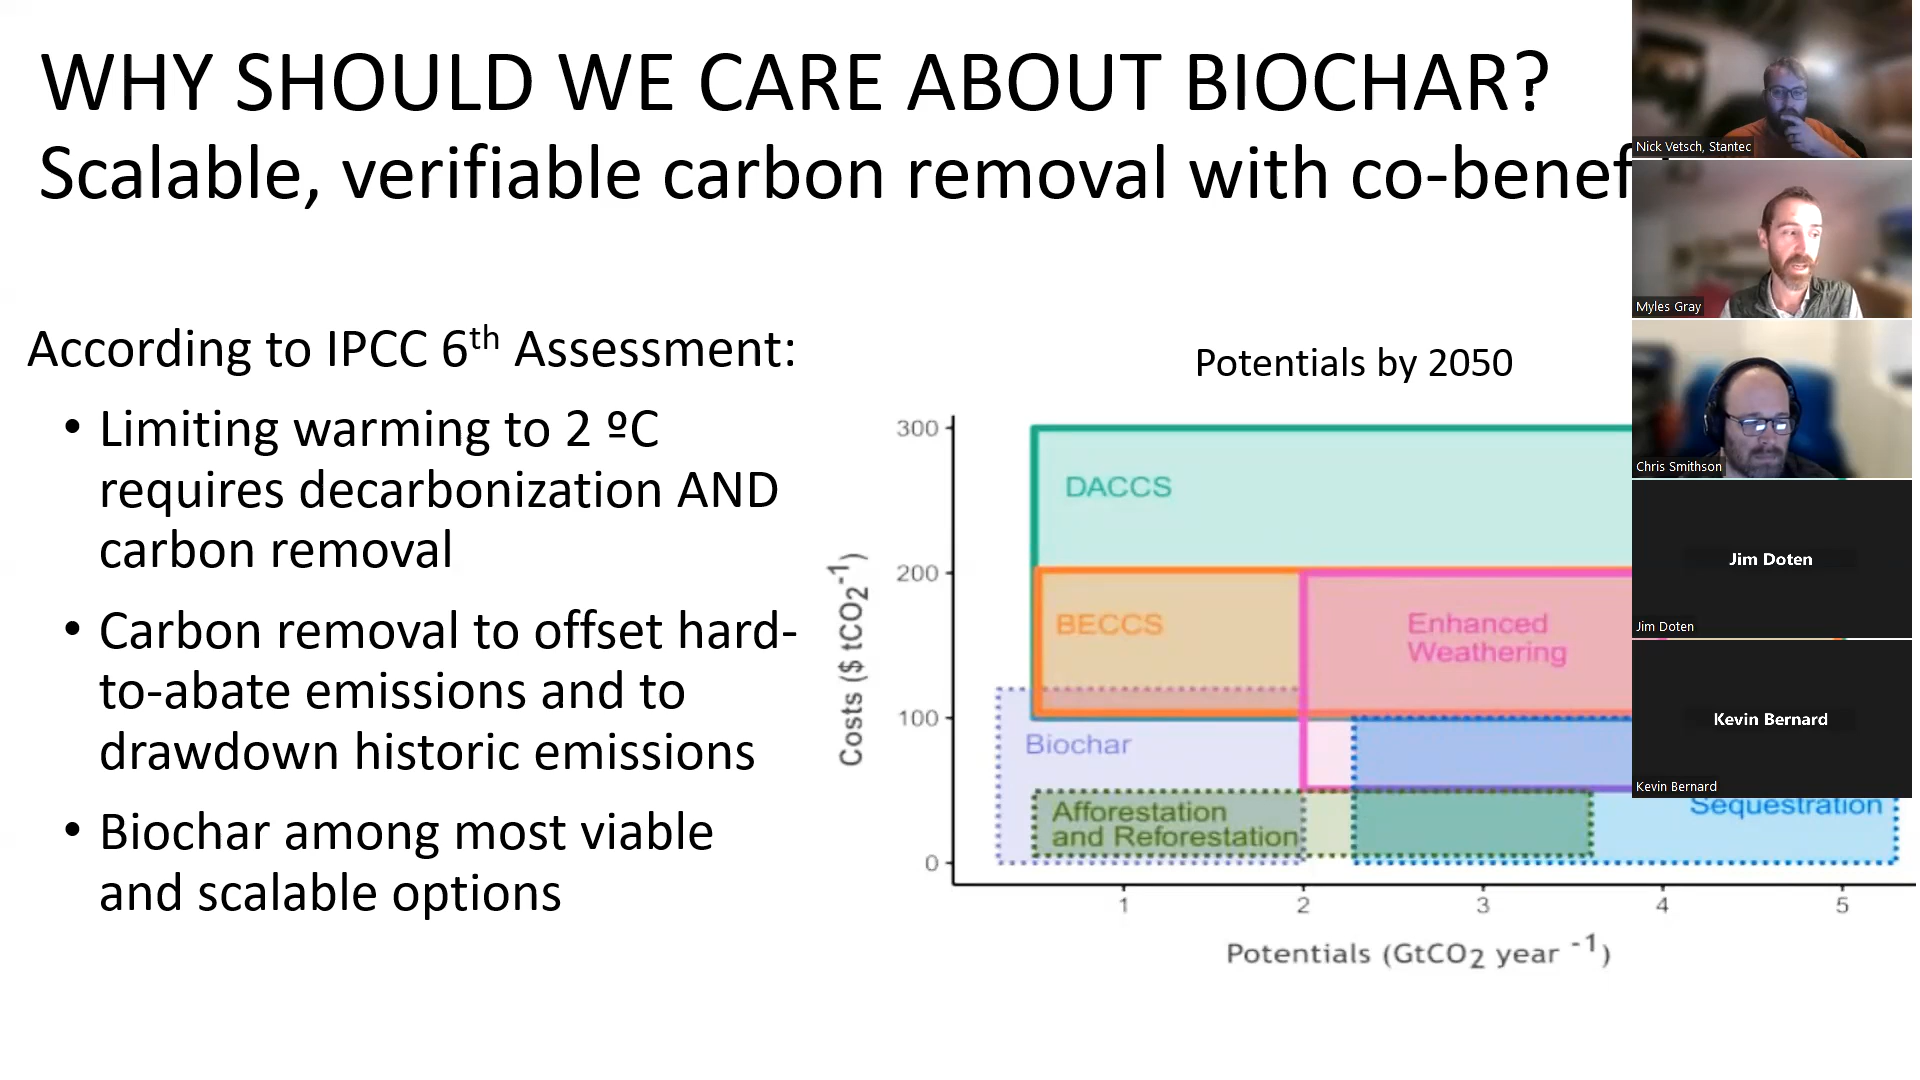 WHY SHOULD WE CARE ABOUT BIOCHAR?
Scalable, verifiable carbon removal with co-benef
According to IPCC 6th Assessment:
• Limiting warming to 2 ºC
requires decarbonization AND
carbon removal
• Carbon removal to offset hard-
to-abate emissions and to
drawdown historic emissions
• Biochar among most viable
and scalable options
Potentials by 2050
Costs ($ tCO2-1)
300
200
100
0
DACCS
BECCS
Enhanced
Weathering
Biochar
Afforestation
and Reforestation
Sequestration
1 2 3 4 5
Potentials (GtCO2 year -1)
Nick Vetsch, Stantec
Myles Gray
Chris Smithson
Jim Doten
Jim Doten
Kevin Bernard
Kevin Bernard